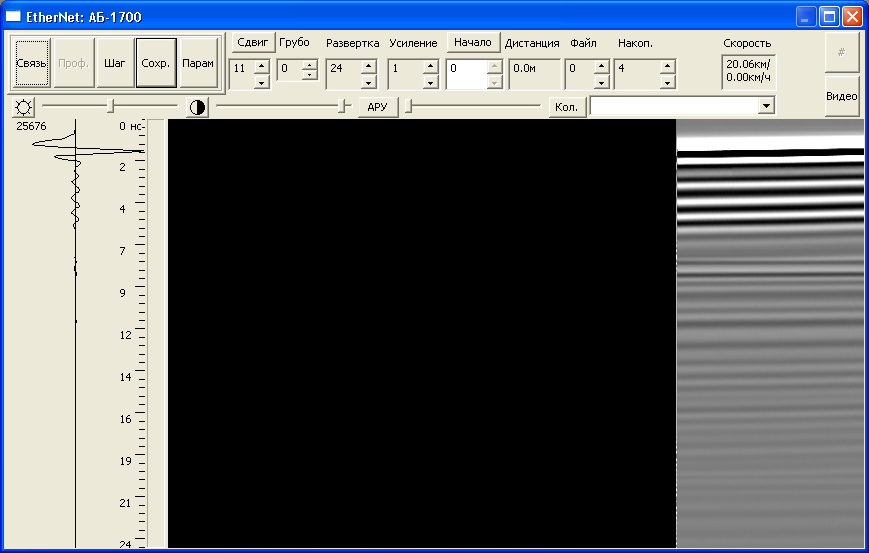 EtherNet: АБ-1700
Связь Проф. Шаг Сохр. Парам
Сдвиг Грубо Развертка Усиление Начало Дистанция Файл Накоп. Скорость #
11 0 24 1 0 0.0м 0 4 20.06км/
0.00км/ч
Видео
АРУ Кол.
25676 0 нс
2
4
7
9
12
14
16
19
21
24